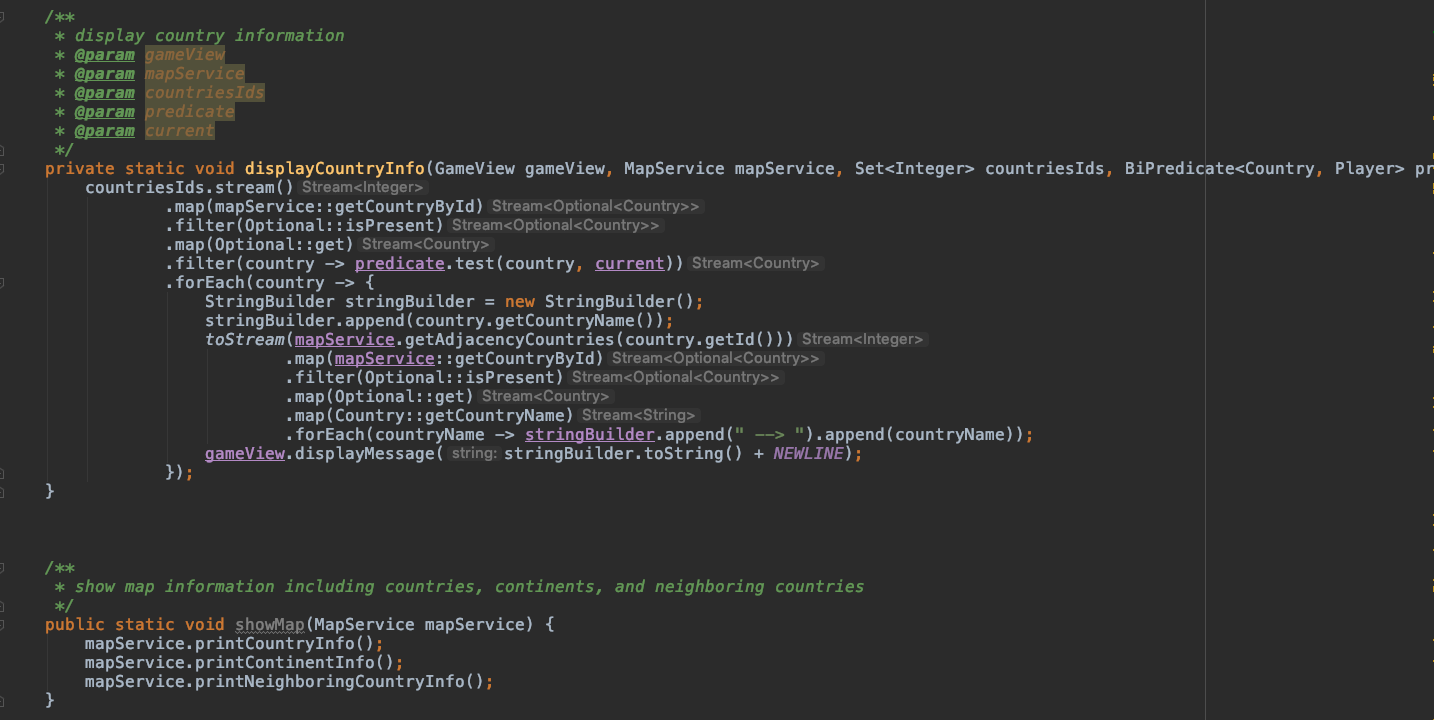 /**
 * display country information
 * @param gameView
 * @param mapService
 * @param countriesIds
 * @param predicate
 * @param current
 */
private static void displayCountryInfo(GameView gameView, MapService mapService, Set<Integer> countriesIds, BiPredicate<Country, Player> pr
    countriesIds.stream() Stream<Integer>
            .map(mapService::getCountryById) Stream<Optional<Country>>
            .filter(Optional::isPresent) Stream<Optional<Country>>
            .map(Optional::get) Stream<Country>
            .filter(country -> predicate.test(country, current)) Stream<Country>
            .forEach(country -> {
                StringBuilder stringBuilder = new StringBuilder();
                stringBuilder.append(country.getCountryName());
                toStream(mapService.getAdjacencyCountries(country.getId())) Stream<Integer>
                        .map(mapService::getCountryById) Stream<Optional<Country>>
                        .filter(Optional::isPresent) Stream<Optional<Country>>
                        .map(Optional::get) Stream<Country>
                        .map(Country::getCountryName) Stream<String>
                        .forEach(countryName -> stringBuilder.append(" --> ").append(countryName));
                gameView.displayMessage( string: stringBuilder.toString() + NEWLINE);
            });
}
/**
 * show map information including countries, continents, and neighboring countries
 */
public static void showMap(MapService mapService) {
    mapService.printCountryInfo();
    mapService.printContinentInfo();
    mapService.printNeighboringCountryInfo();
}